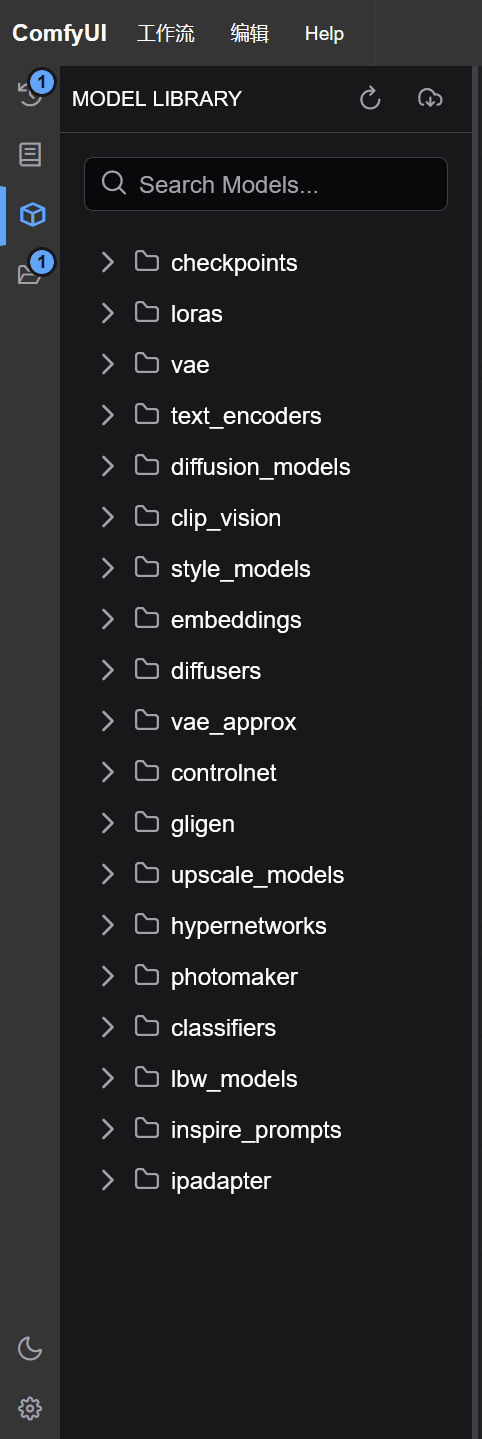 ComfyUI 工作流 编辑 Help
1
MODEL LIBRARY
Search Models...
1
checkpoints
loras
vae
text_encoders
diffusion_models
clip_vision
style_models
embeddings
diffusers
vae_approx
controlnet
gligen
upscale_models
hypernetworks
photomaker
classifiers
lbw_models
inspire_prompts
ipadapter